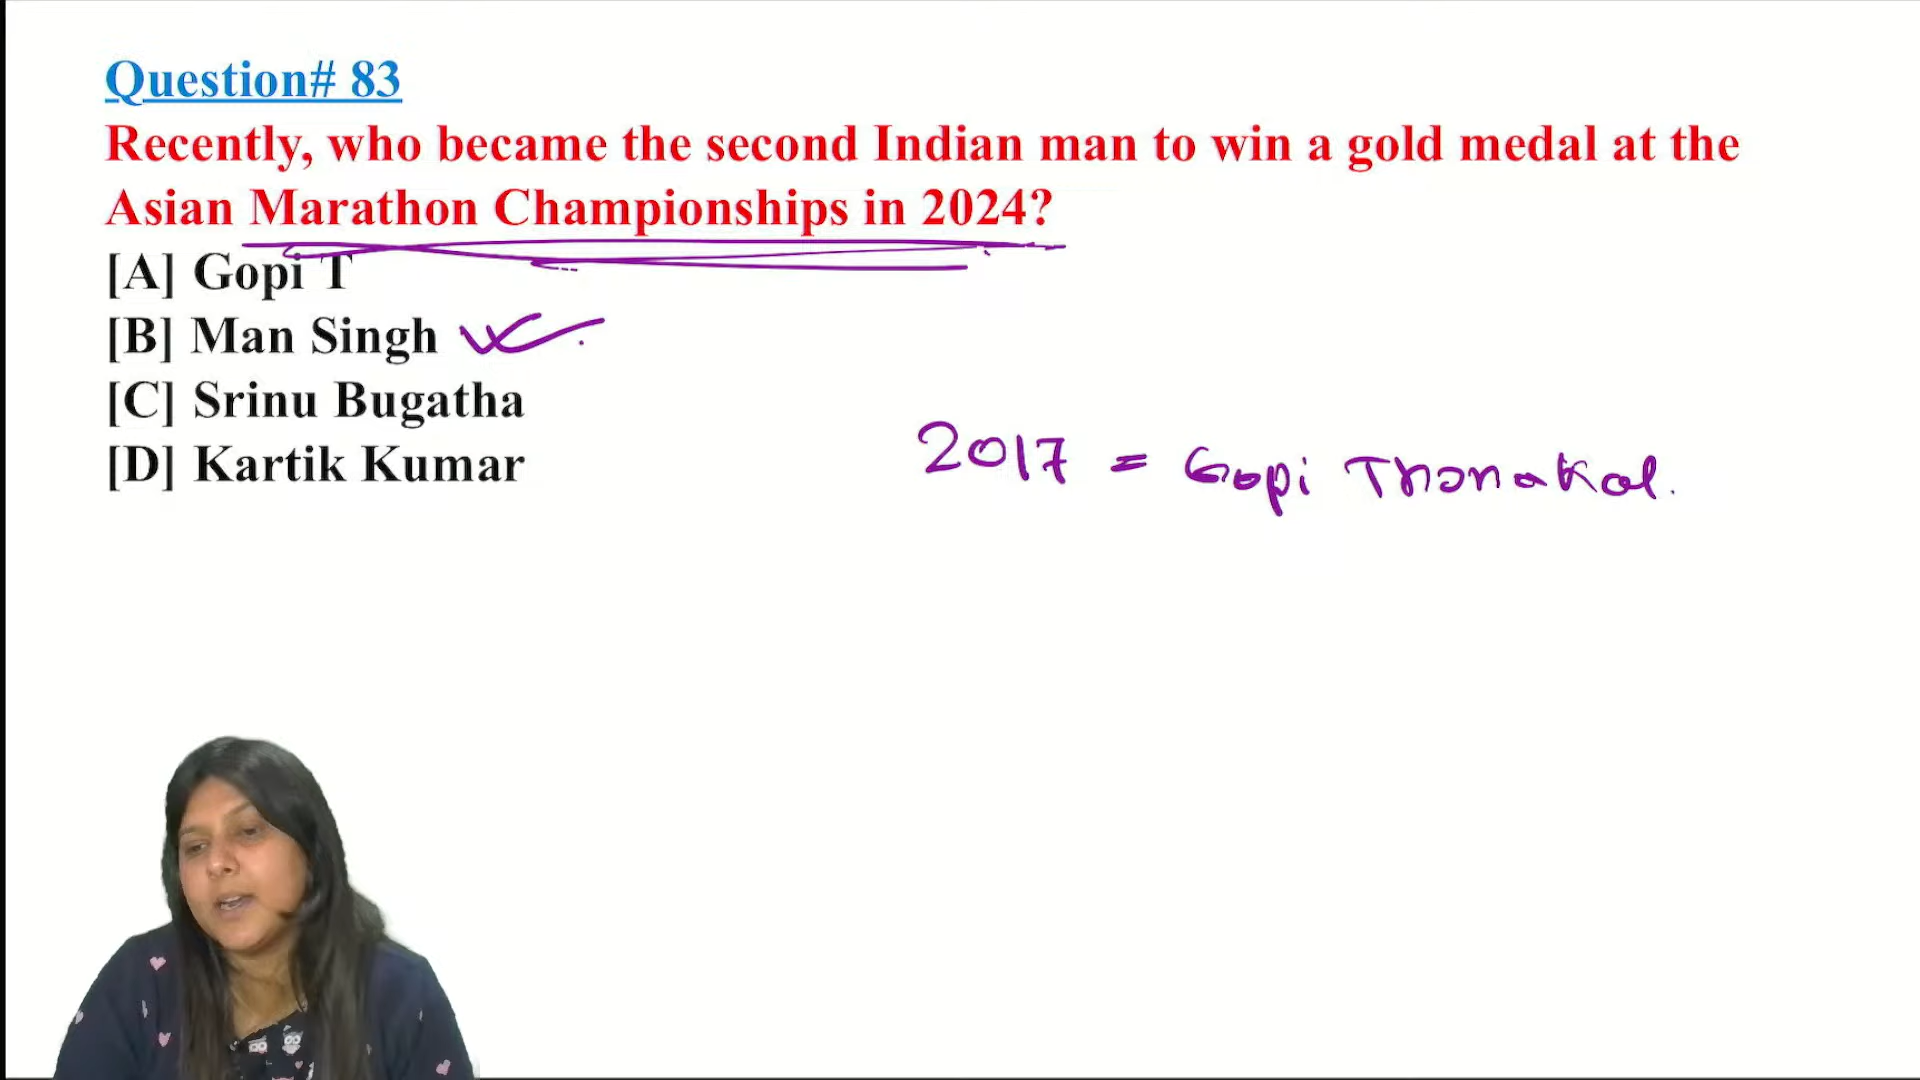 Question# 83
Recently, who became the second Indian man to win a gold medal at the
Asian Marathon Championships in 2024?
[A] Gopi T
[B] Man Singh
[C] Srinu Bugatha
[D] Kartik Kumar
2017 = Gopi Thonakal.